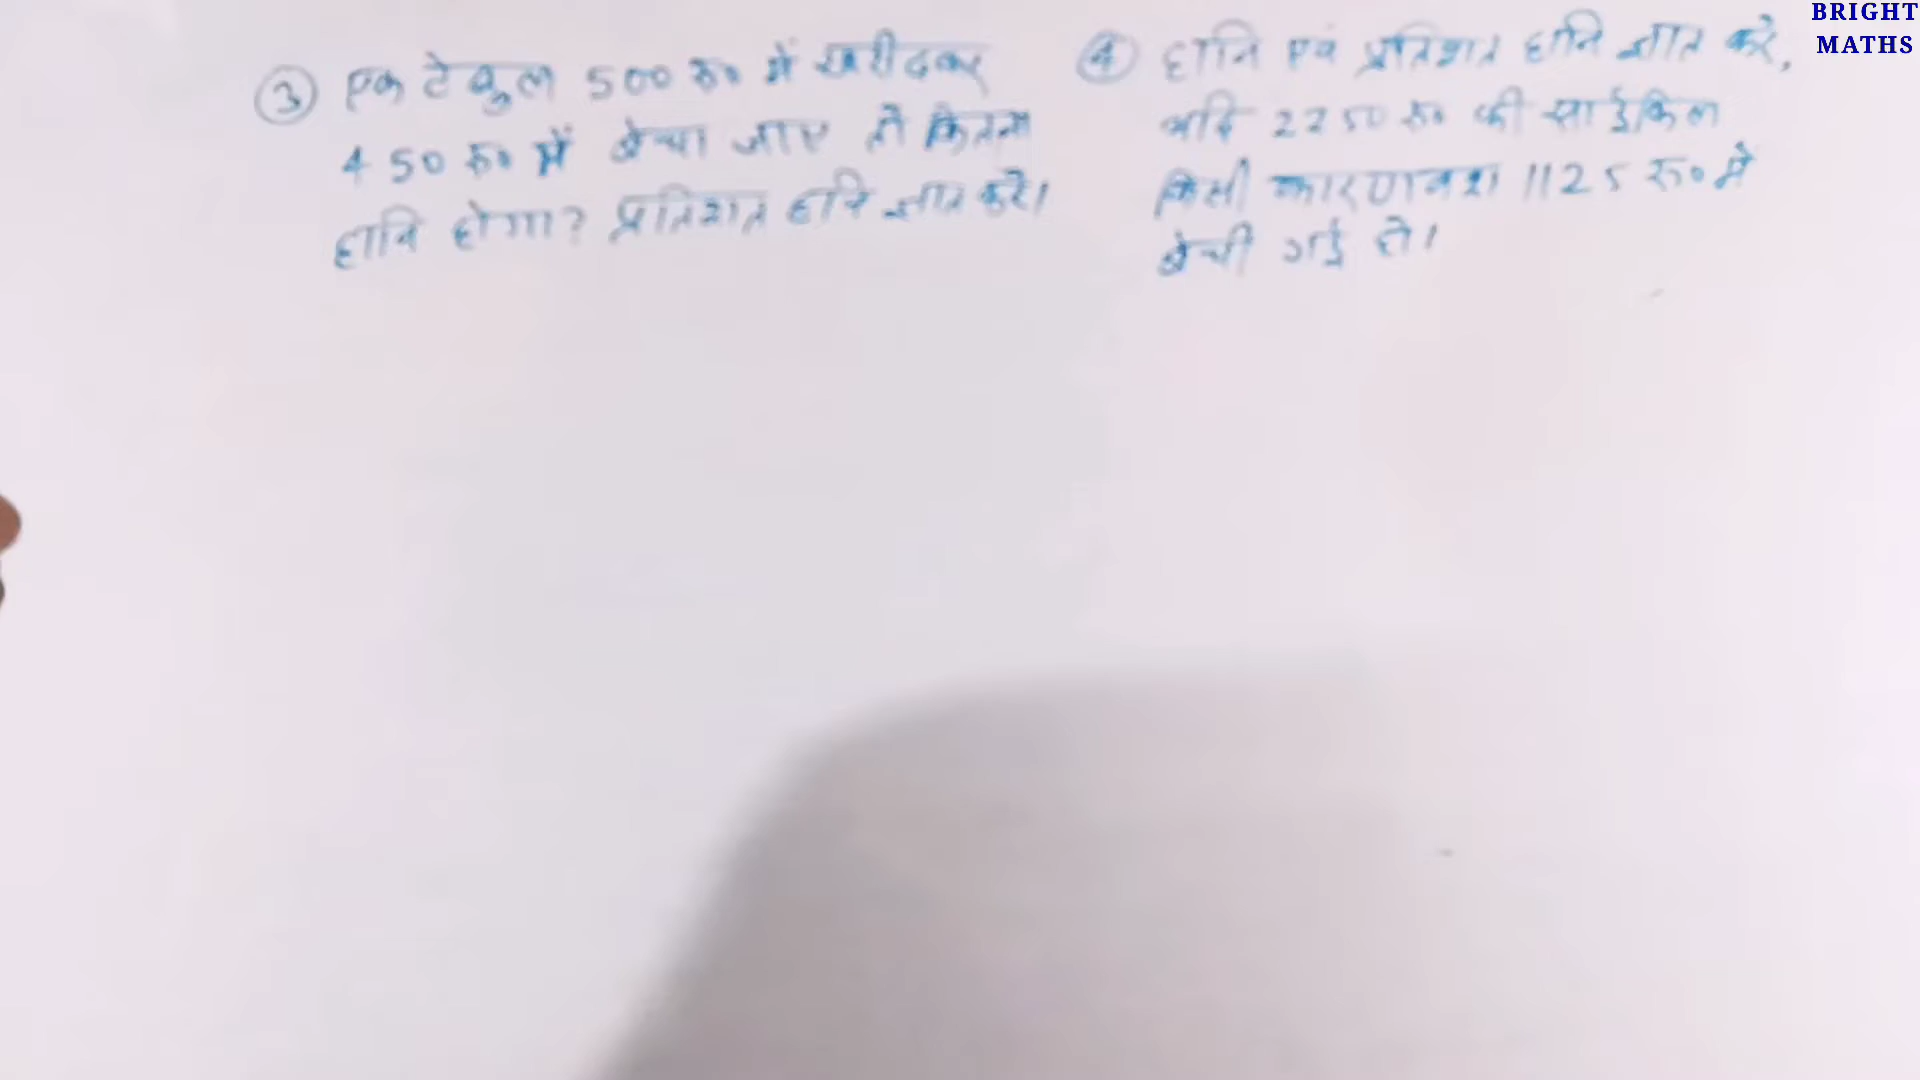 BRIGHT
MATHS
③ एक टेबुल 500 रु० में खरीदकर
450 रु० में बेचा जाए तो कितना
हानि होगा? प्रतिशत हानि ज्ञात करे।
④ हानि एवं प्रतिशत हानि ज्ञात करे,
यदि 2250 रु० की साईकिल
किसी कारणवश 1125 रु० मे
बेची गई तो।